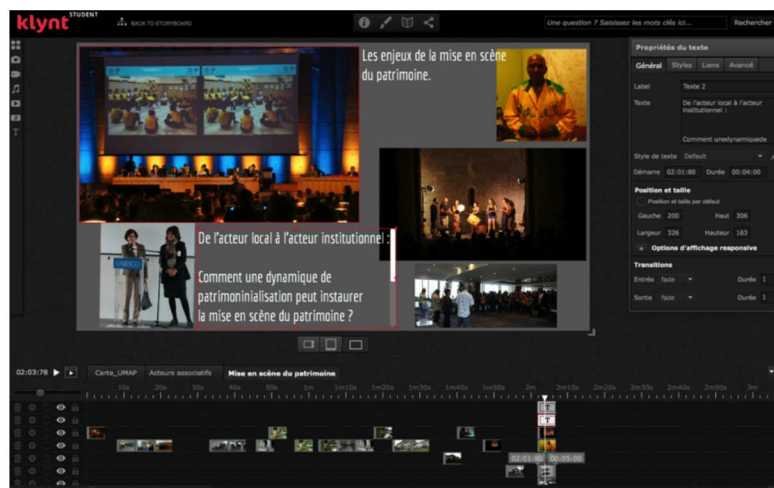 klynt STUDENT
BACK TO STORYBOARD
Une question ? Saisissez les mots clés ici...
Rechercher
Les enjeux de la mise en scène
du patrimoine.
UNESCO
De l'acteur local à l'acteur institutionnel :
Comment une dynamique de
patrimoninialisation peut instaurer
la mise en scène du patrimoine ?
Propriétés du texte
Général Styles Liens Avancé
Label Texte 2
Texte De l'acteur local à l'acteur
institutionnel :
Comment unedynamiquede
Style de texte Default
Démarre 02:01:80 Durée 00:04:00
Position et taille
Position et taille par défaut
Gauche 200 Haut 306
Largeur 326 Hauteur 163
+ Options d'affichage responsive
Transitions
Entrée fade Durée 1
Sortie fade Durée 1
02:03:78
Carte_UMAP Acteurs associatifs Mise en scène du patrimoine
10s 20s 30s 40s 50s 1m 1m10s 1m20s 1m30s 1m40s 1m50s 2m 2m10s 2m20s 2m30s 2m40s 2m50s 3m
T
T
02:01:80 00:05:00